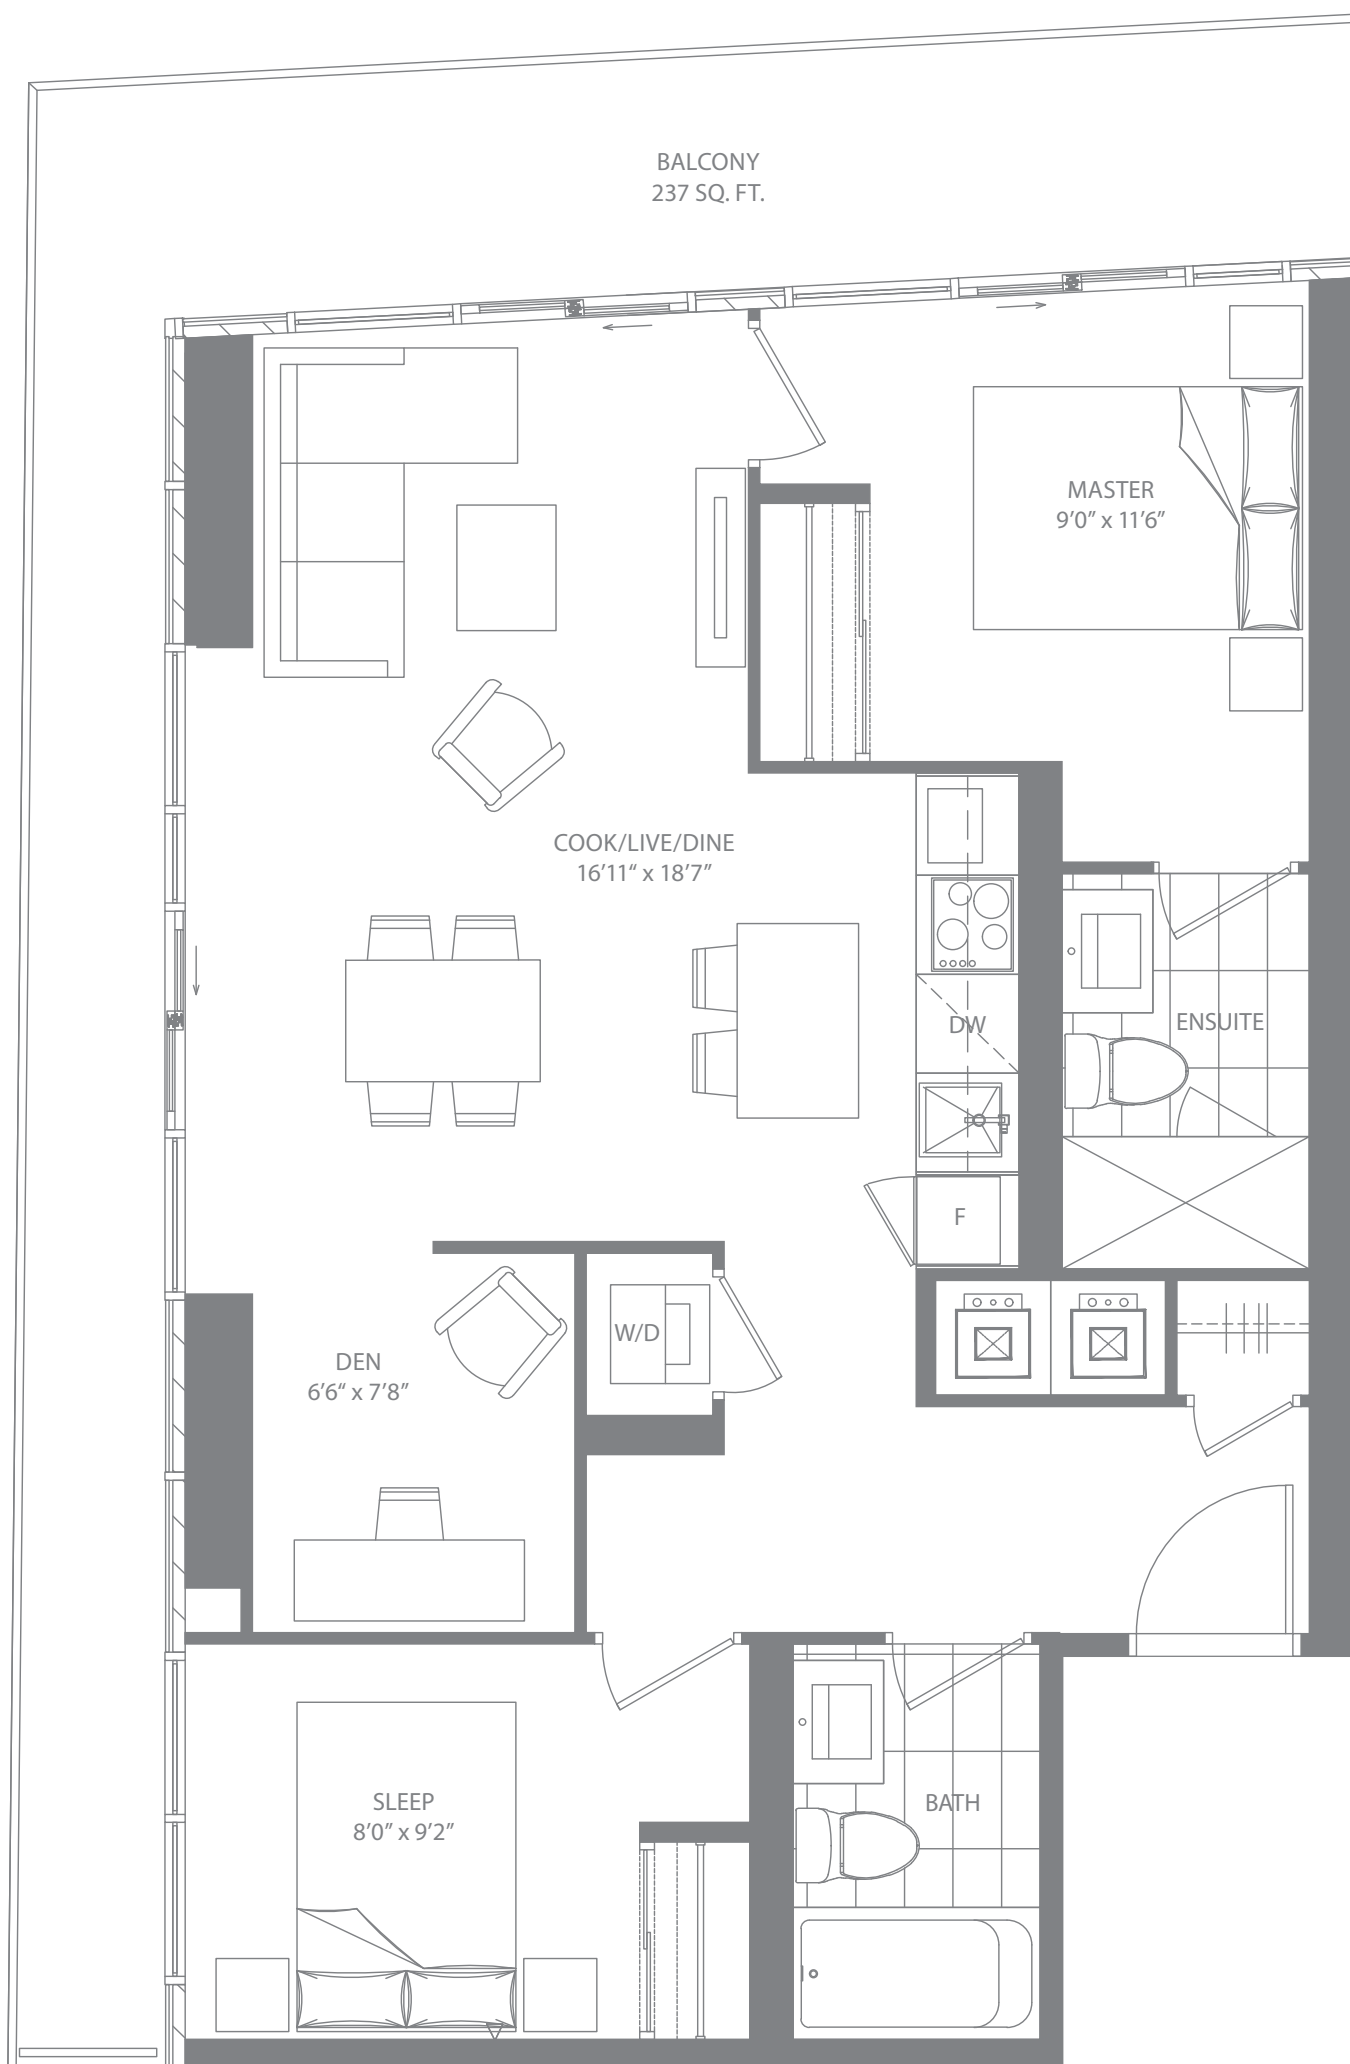 BALCONY
237 SQ. FT.
MASTER
9’0” x 11’6”
COOK/LIVE/DINE
16’11“ x 18’7”
DW
ENSUITE
F
W/D
DEN
6’6“ x 7’8”
SLEEP
8’0” x 9’2”
BATH